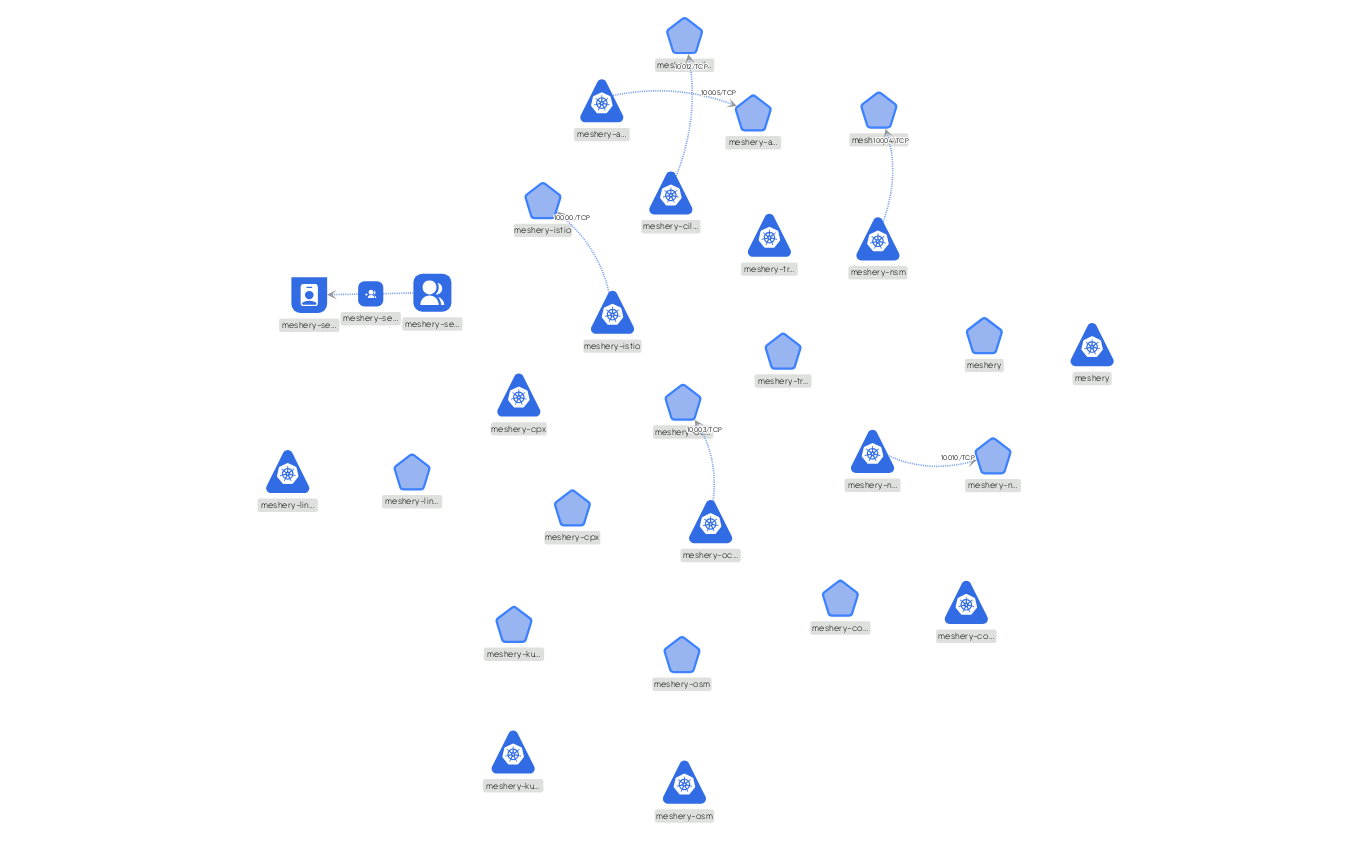 10012/TCP
10005/TCP
meshery-a...
meshery-a...
10004/TCP
10000/TCP
meshery-istio
meshery-cil...
meshery-tr...
meshery-nsm
meshery-se...
meshery-se...
meshery-se...
meshery-istio
meshery
meshery
meshery-tr...
meshery-cpx
10003/TCP
10010/TCP
meshery-lin...
meshery-lin...
meshery-n...
meshery-n...
meshery-cpx
meshery-oc...
meshery-co...
meshery-co...
meshery-ku...
meshery-osm
meshery-ku...
meshery-osm